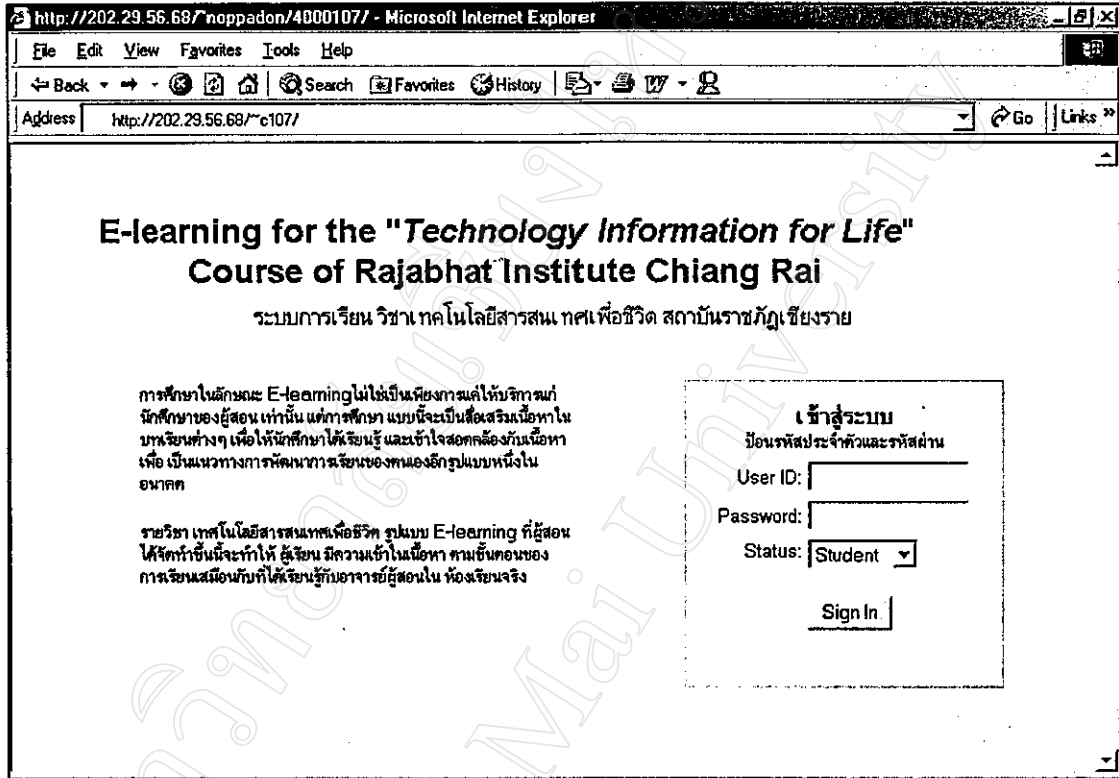 http://202.29.56.68/~noppadon/4000107/ - Microsoft Internet Explorer
File Edit View Favorites Tools Help
Back Search Favorites History
Address http://202.29.56.68/~c107/ Go Links »
E-learning for the "Technology Information for Life"
Course of Rajabhat Institute Chiang Rai
ระบบการเรียน วิชาเทคโนโลยีสารสนเทศเพื่อชีวิต สถาบันราชภัฏเชียงราย
การศึกษาในลักษณะ E-learningไม่ใช่เป็นเพียงการแค่ให้บริการแก่
นักศึกษาของผู้สอน เท่านั้น แต่การศึกษา แบบนี้จะเป็นสื่อเสริมเนื้อหาใน
บทเรียนต่างๆ เพื่อให้นักศึกษาได้เรียนรู้ และเข้าใจสอดคล้องกับเนื้อหา
เพื่อ เป็นแนวทางการพัฒนาการเรียนของตนเองอีกรูปแบบหนึ่งใน
อนาคต
รายวิชา เทคโนโลยีสารสนเทศเพื่อชีวิต รูปแบบ E-learning ที่ผู้สอน
ได้จัดทำขึ้นนี้จะทำให้ ผู้เรียน มีความเข้าในเนื้อหา ตามขั้นตอนของ
การเรียนเสมือนกับที่ได้เรียนรู้กับอาจารย์ผู้สอนใน ห้องเรียนจริง
เข้าสู่ระบบ
ป้อนรหัสประจำตัวและรหัสผ่าน
User ID:
Password:
Status: Student
Sign In
Mai University